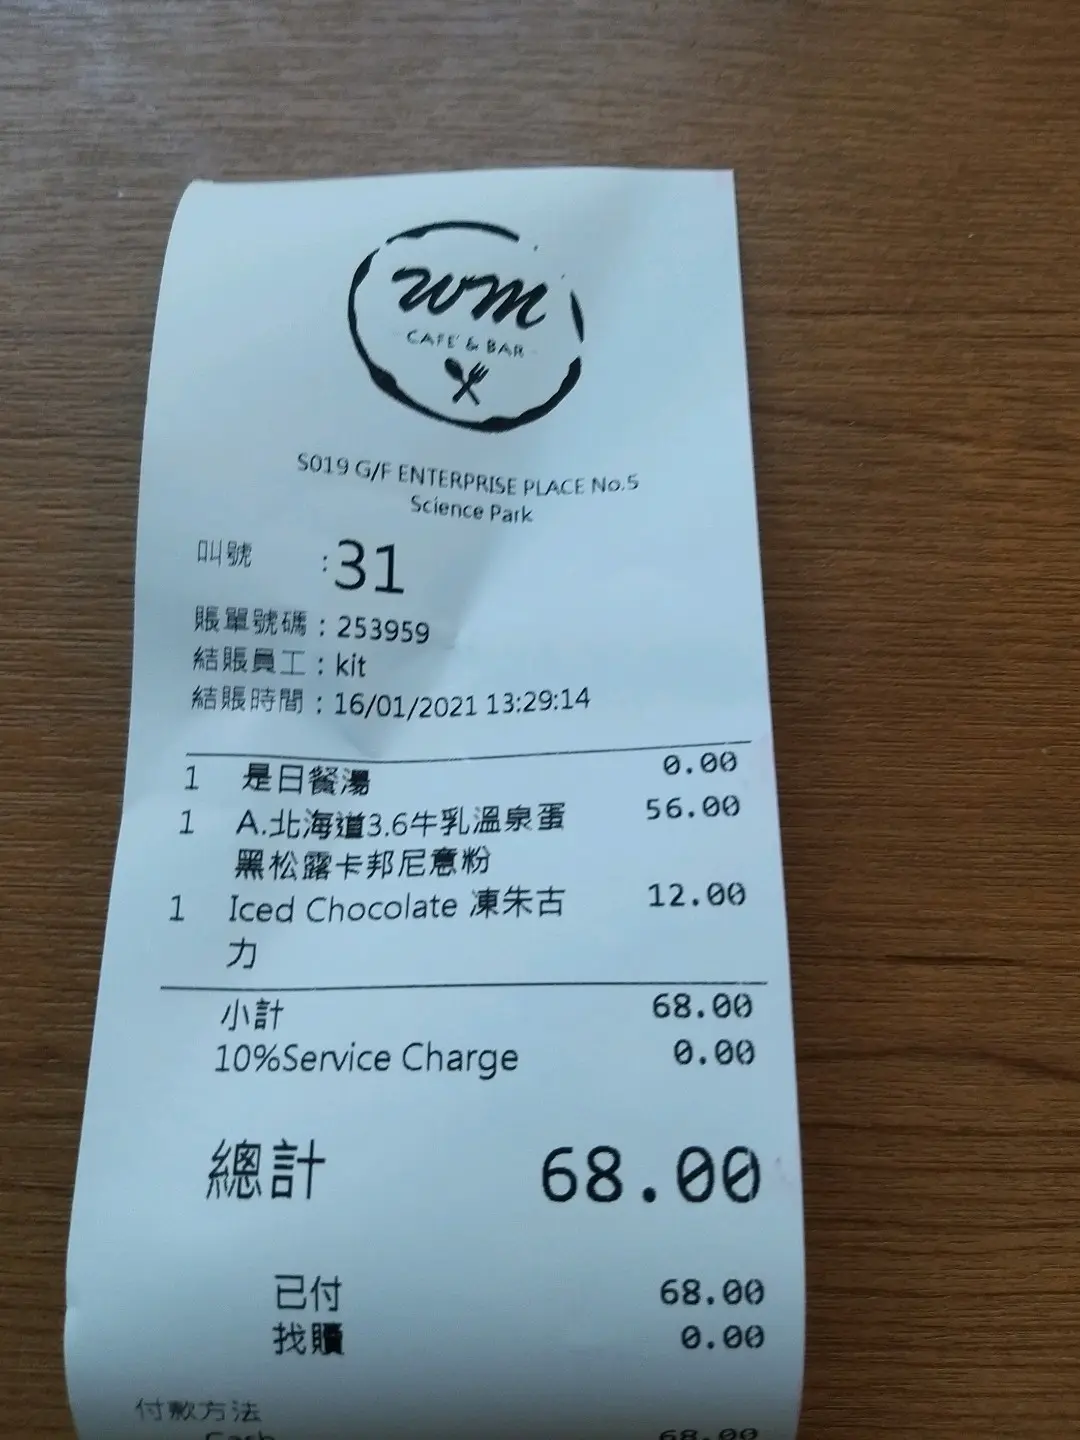 wm
CAFE & BAR
S019 G/F ENTERPRISE PLACE No.5
Science Park
叫號 :31
賬單號碼 : 253959
結賬員工 : kit
結賬時間 : 16/01/2021 13:29:14
1 是日餐湯 0.00
1 A.北海道3.6牛乳溫泉蛋 56.00
黑松露卡邦尼意粉
1 Iced Chocolate 凍朱古 12.00
力
小計 68.00
10%Service Charge 0.00
總計 68.00
已付 68.00
找贖 0.00
付款方法
Cash 68.00